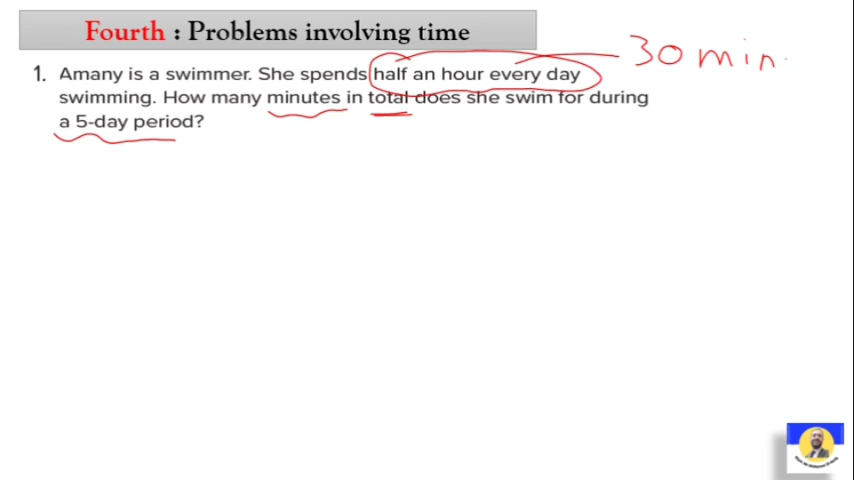 Fourth : Problems involving time
30 min
1. Amany is a swimmer. She spends half an hour every day
swimming. How many minutes in total does she swim for during
a 5-day period?